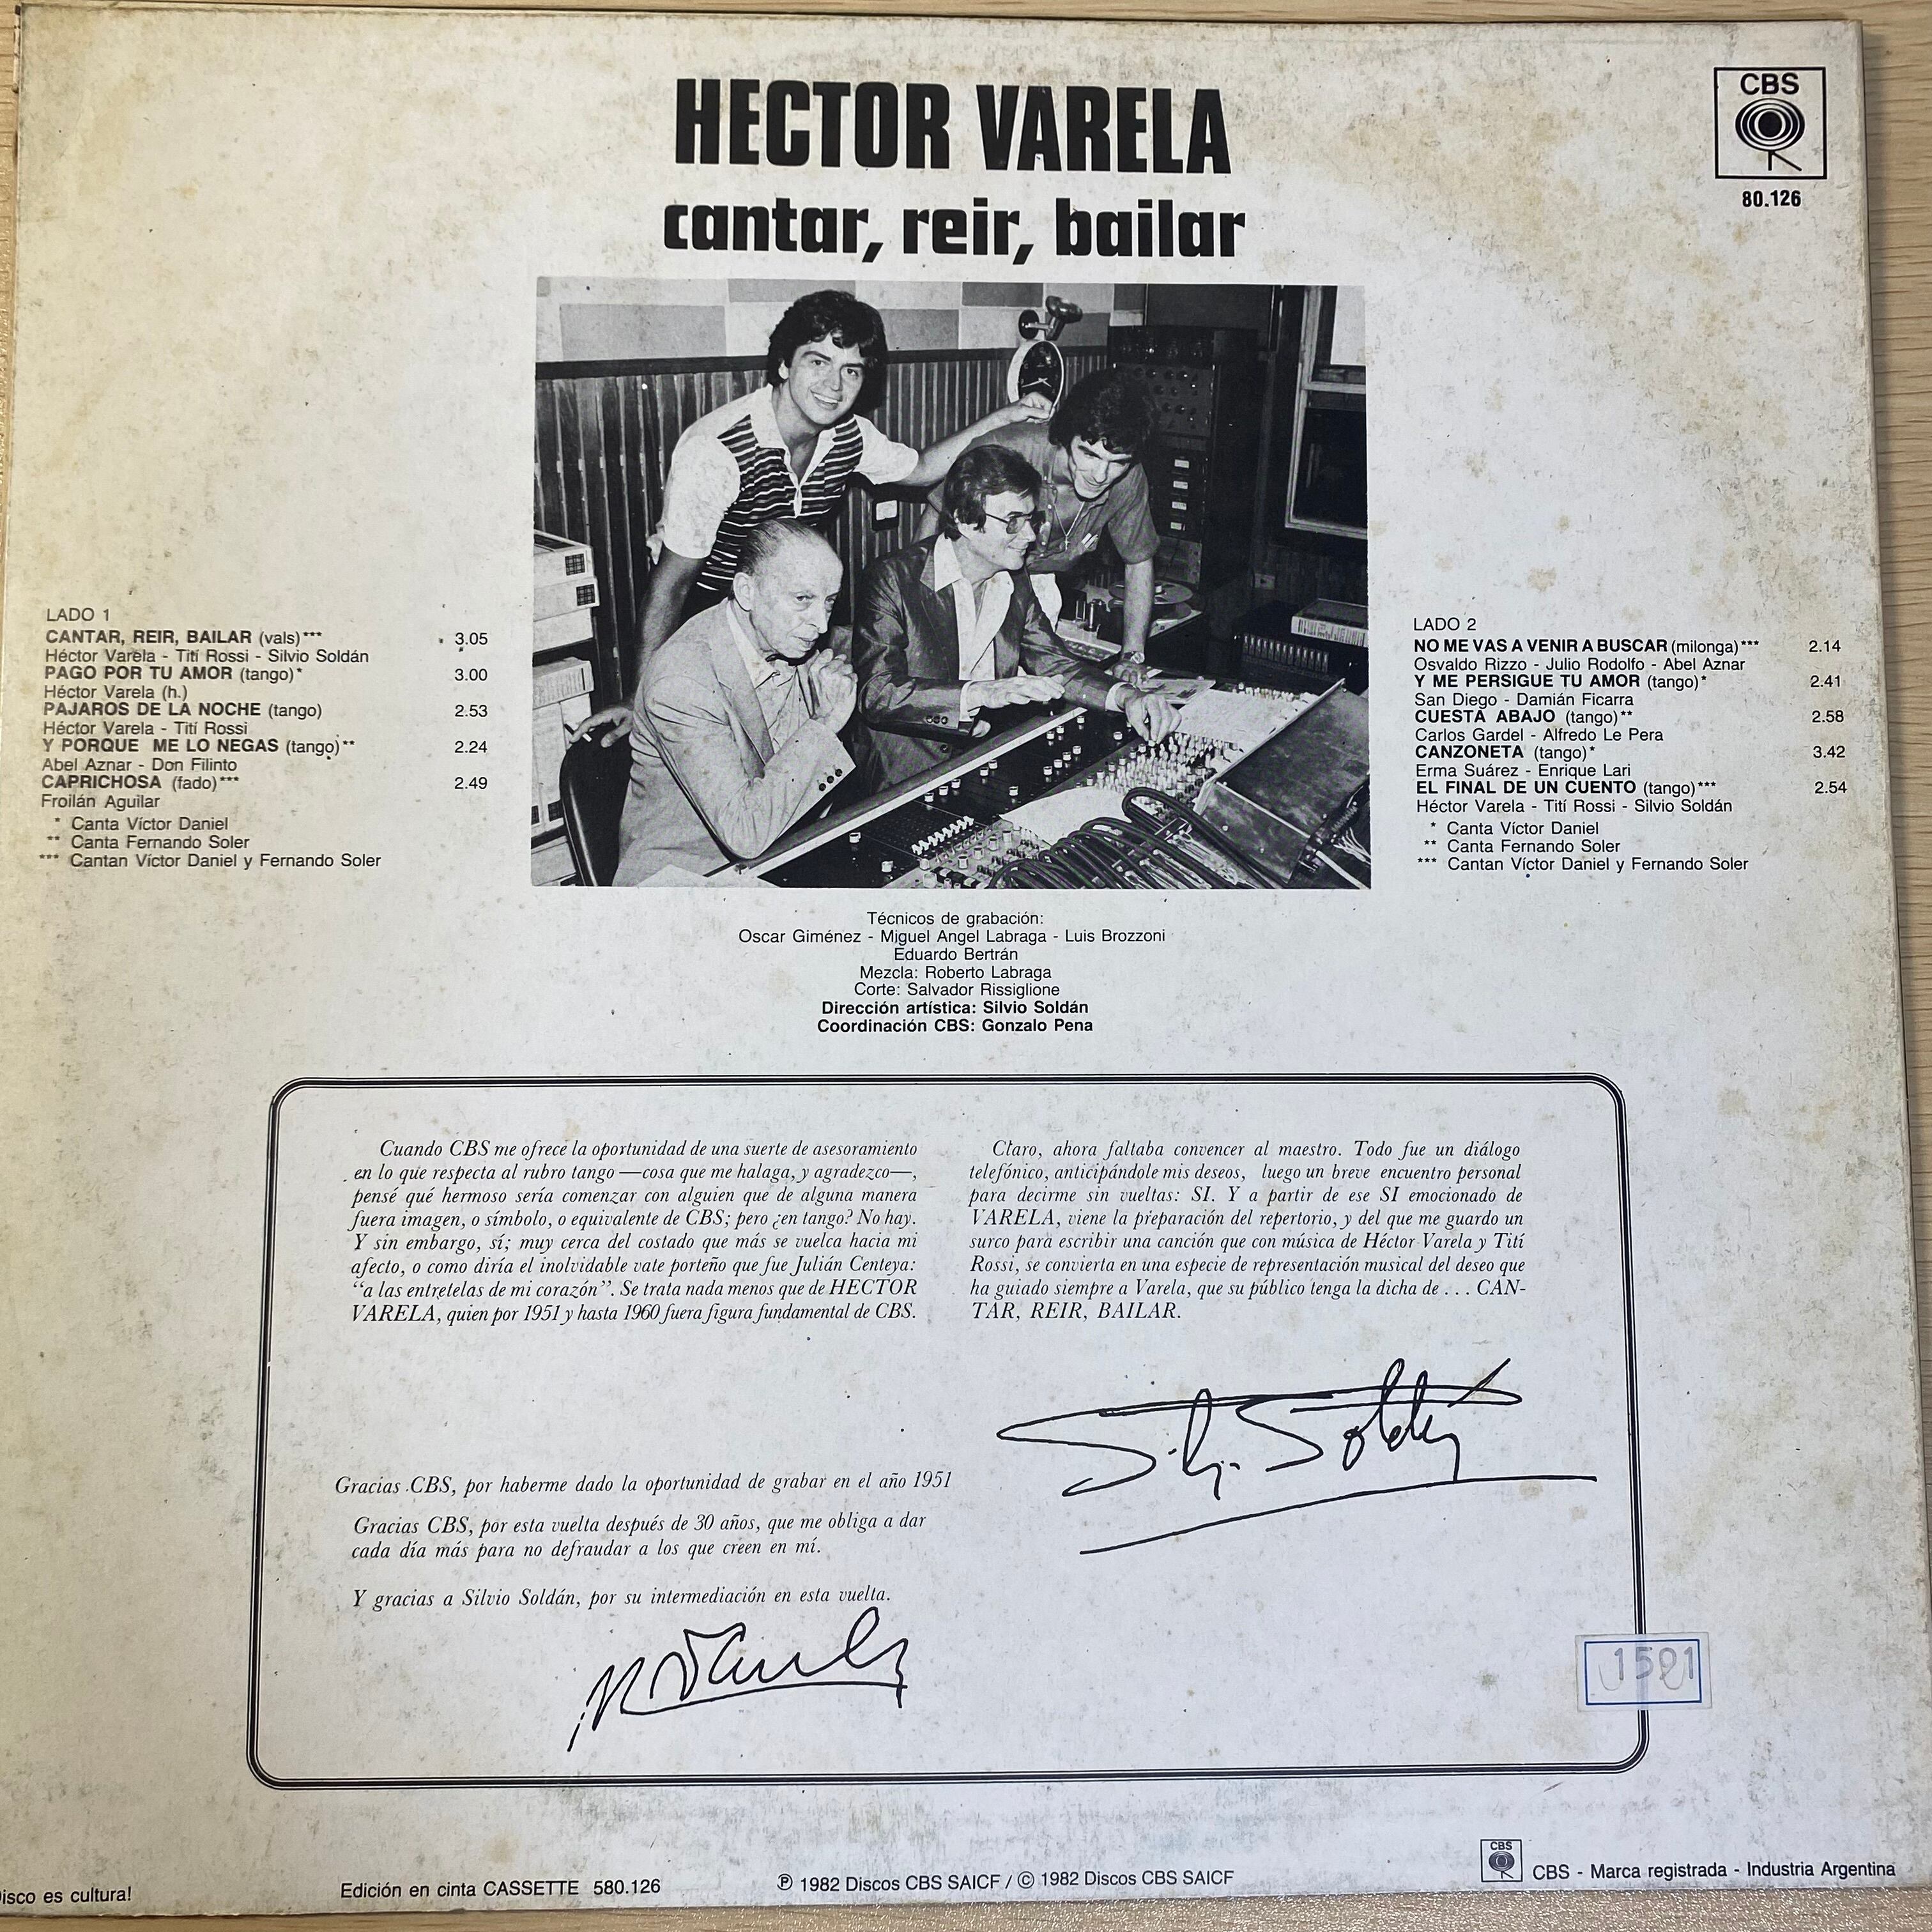 HECTOR VARELA
cantar, reir, bailar
CBS
80.126
LADO 1
CANTAR, REIR, BAILAR (vals)*** 3.05
Héctor Varela - Tití Rossi - Silvio Soldán
PAGO POR TU AMOR (tango)* 3.00
Héctor Varela (h.)
PAJAROS DE LA NOCHE (tango) 2.53
Héctor Varela - Tití Rossi
Y PORQUE ME LO NEGAS (tango)** 2.24
Abel Aznar - Don Filinto
CAPRICHOSA (fado)*** 2.49
Froilán Aguilar
* Canta Víctor Daniel
** Canta Fernando Soler
*** Cantan Víctor Daniel y Fernando Soler
LADO 2
NO ME VAS A VENIR A BUSCAR (milonga)*** 2.14
Osvaldo Rizzo - Julio Rodolfo - Abel Aznar
Y ME PERSIGUE TU AMOR (tango)* 2.41
San Diego - Damián Ficarra
CUESTA ABAJO (tango)** 2.58
Carlos Gardel - Alfredo Le Pera
CANZONETA (tango)* 3.42
Erma Suárez - Enrique Lari
EL FINAL DE UN CUENTO (tango)*** 2.54
Héctor Varela - Tití Rossi - Silvio Soldán
* Canta Víctor Daniel
** Canta Fernando Soler
*** Cantan Víctor Daniel y Fernando Soler
Técnicos de grabación:
Oscar Giménez - Miguel Angel Labraga - Luis Brozzoni
Eduardo Bertrán
Mezcla: Roberto Labraga
Corte: Salvador Rissiglione
Dirección artística: Silvio Soldán
Coordinación CBS: Gonzalo Pena
Cuando CBS me ofrece la oportunidad de una suerte de asesoramiento
en lo que respecta al rubro tango —cosa que me halaga, y agradezco—,
pensé qué hermoso sería comenzar con alguien que de alguna manera
fuera imagen, o símbolo, o equivalente de CBS; pero ¿en tango? No hay.
Y sin embargo, sí; muy cerca del costado que más se vuelca hacia mi
afecto, o como diría el inolvidable vate porteño que fue Julián Centeya:
“a las entretelas de mi corazón”. Se trata nada menos que de HECTOR
VARELA, quien por 1951 y hasta 1960 fuera figura fundamental de CBS.
Claro, ahora faltaba convencer al maestro. Todo fue un diálogo
telefónico, anticipándole mis deseos, luego un breve encuentro personal
para decirme sin vueltas: SI. Y a partir de ese SI emocionado de
VARELA, viene la preparación del repertorio, y del que me guardo un
surco para escribir una canción que con música de Héctor Varela y Tití
Rossi, se convierta en una especie de representación musical del deseo que
ha guiado siempre a Varela, que su público tenga la dicha de . . . CAN-
TAR, REIR, BAILAR.
Silvio Soldán
Gracias CBS, por haberme dado la oportunidad de grabar en el año 1951
Gracias CBS, por esta vuelta después de 30 años, que me obliga a dar
cada día más para no defraudar a los que creen en mí.
Y gracias a Silvio Soldán, por su intermediación en esta vuelta.
H Varela
isco es cultura!
Edición en cinta CASSETTE 580.126
℗ 1982 Discos CBS SAICF / © 1982 Discos CBS SAICF
CBS
CBS - Marca registrada - Industria Argentina